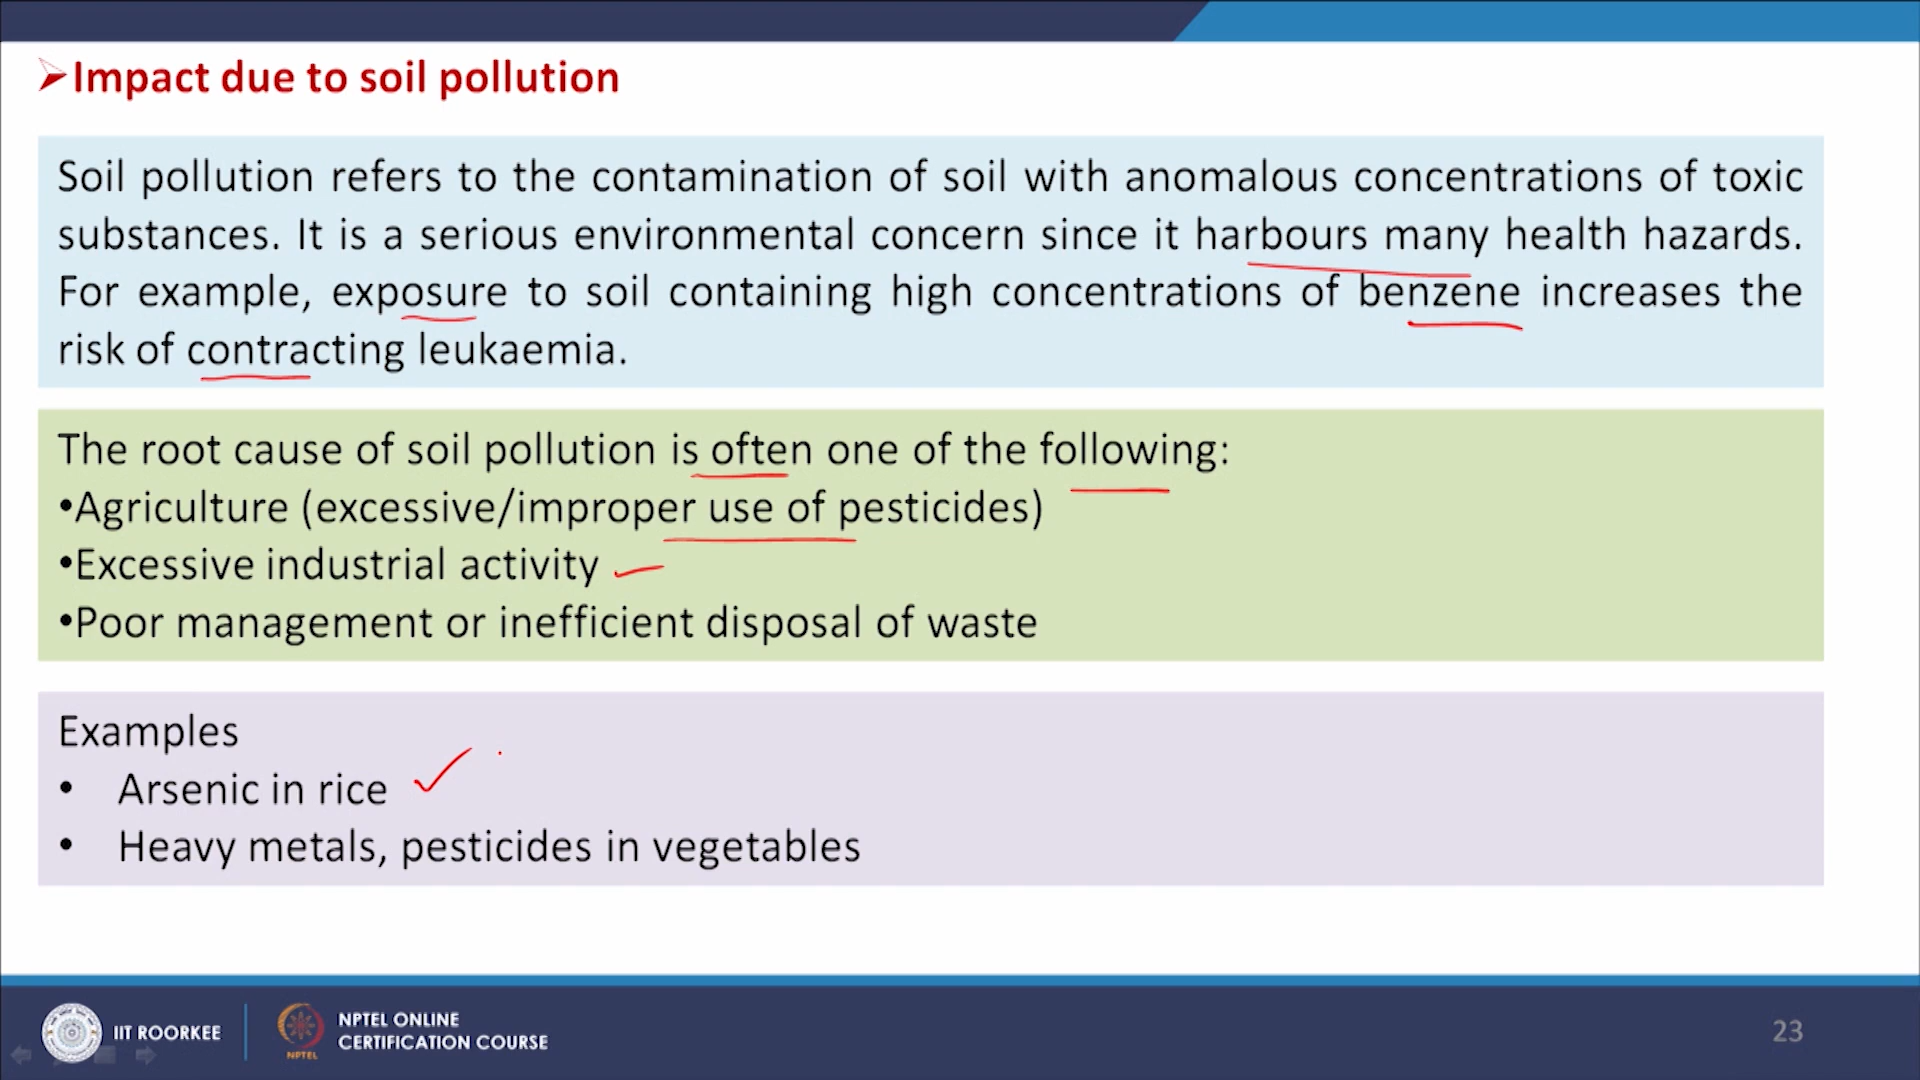 Impact due to soil pollution
Soil pollution refers to the contamination of soil with anomalous concentrations of toxic
substances. It is a serious environmental concern since it harbours many health hazards.
For example, exposure to soil containing high concentrations of benzene increases the
risk of contracting leukaemia.
The root cause of soil pollution is often one of the following:
•Agriculture (excessive/improper use of pesticides)
•Excessive industrial activity
•Poor management or inefficient disposal of waste
Examples
• Arsenic in rice
• Heavy metals, pesticides in vegetables
IIT ROORKEE
NPTEL
NPTEL ONLINE
CERTIFICATION COURSE
23